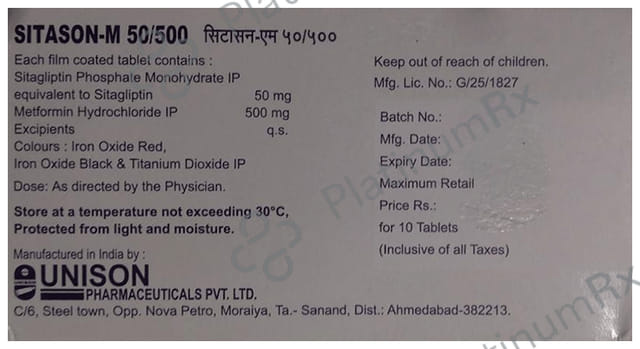 SITASON-M 50/500 सिटासन-एम ५०/५००
Each film coated tablet contains :
Sitagliptin Phosphate Monohydrate IP
equivalent to Sitagliptin 50 mg
Metformin Hydrochloride IP 500 mg
Excipients q.s.
Colours : Iron Oxide Red,
Iron Oxide Black & Titanium Dioxide IP
Dose: As directed by the Physician.
Store at a temperature not exceeding 30°C,
Protected from light and moisture.
Manufactured in India by :
UNISON
PHARMACEUTICALS PVT. LTD.
C/6, Steel town, Opp. Nova Petro, Moraiya, Ta.- Sanand, Dist.: Ahmedabad-382213.
Keep out of reach of children.
Mfg. Lic. No.: G/25/1827
Batch No.:
Mfg. Date:
Expiry Date:
Maximum Retail
Price Rs.:
for 10 Tablets
(Inclusive of all Taxes)
PlatinumRx
PlatinumRx